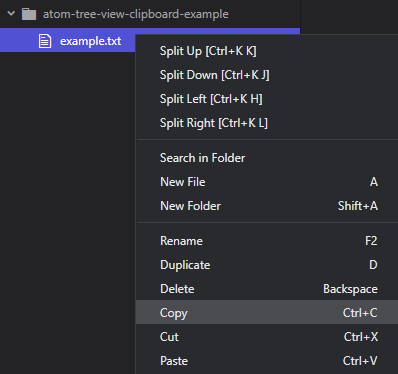 atom-tree-view-clipboard-example
example.txt
Split Up [Ctrl+K K]
Split Down [Ctrl+K J]
Split Left [Ctrl+K H]
Split Right [Ctrl+K L]
Search in Folder
New File A
New Folder Shift+A
Rename F2
Duplicate D
Delete Backspace
Copy Ctrl+C
Cut Ctrl+X
Paste Ctrl+V